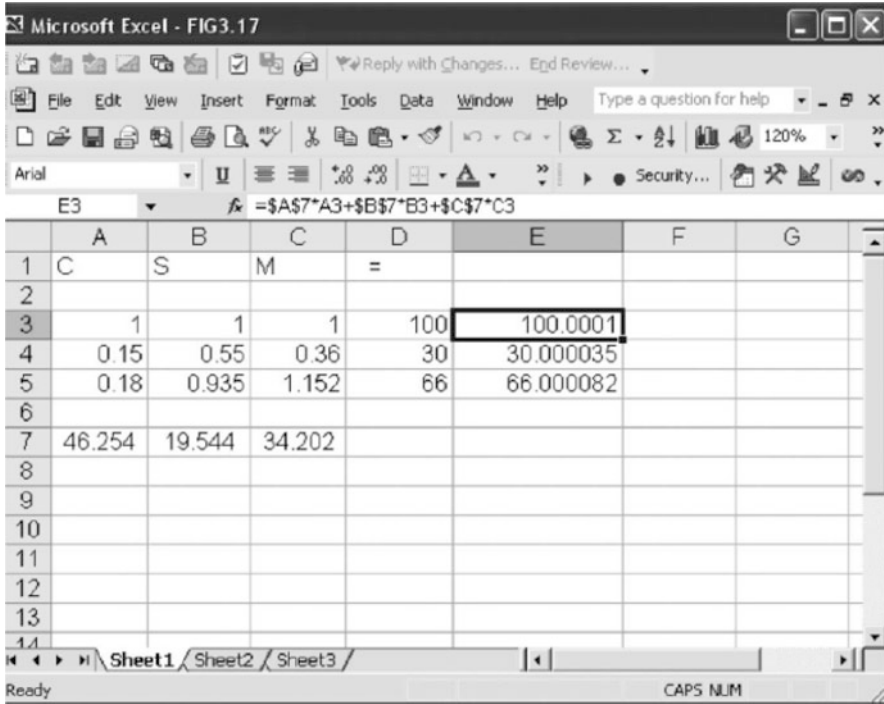 Microsoft Excel - FIG3.17
Reply with Changes... End Review...
File Edit View Insert Format Tools Data Window Help Type a question for help
ABC Σ 120%
Arial U Security...
E3 fx =$A$7*A3+$B$7*B3+$C$7*C3
A B C D E F G
1 C S M =
2
3 1 1 1 100 100.0001
4 0.15 0.55 0.36 30 30.000035
5 0.18 0.935 1.152 66 66.000082
6
7 46.254 19.544 34.202
8
9
10
11
12
13
14
Sheet1 Sheet2 Sheet3
Ready CAPS NUM